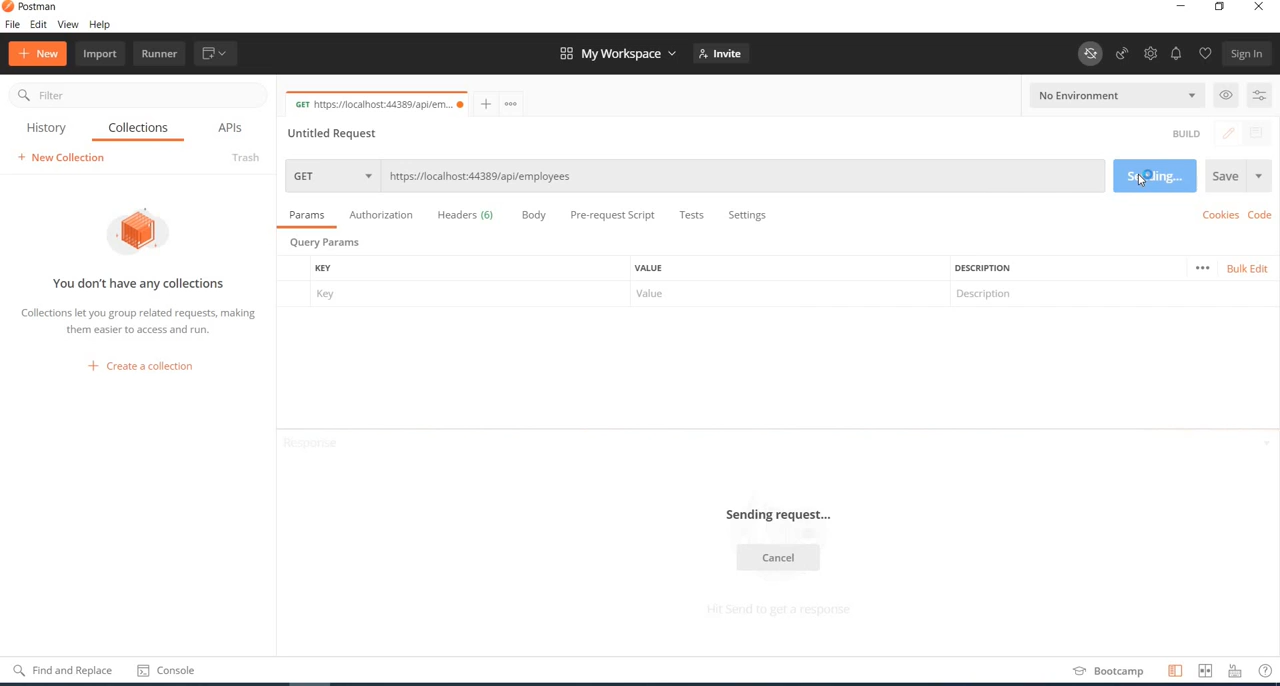 Postman
File Edit View Help
New Import Runner My Workspace Invite Sign In
Filter
History Collections APIs
+ New Collection Trash
You don't have any collections
Collections let you group related requests, making
them easier to access and run.
+ Create a collection
GET https://localhost:44389/api/em... + No Environment
Untitled Request BUILD
GET https://localhost:44389/api/employees Sending... Save
Params Authorization Headers (6) Body Pre-request Script Tests Settings Cookies Code
Query Params
KEY VALUE DESCRIPTION ••• Bulk Edit
Key Value Description
Response
Sending request...
Cancel
Hit Send to get a response
Find and Replace Console Bootcamp